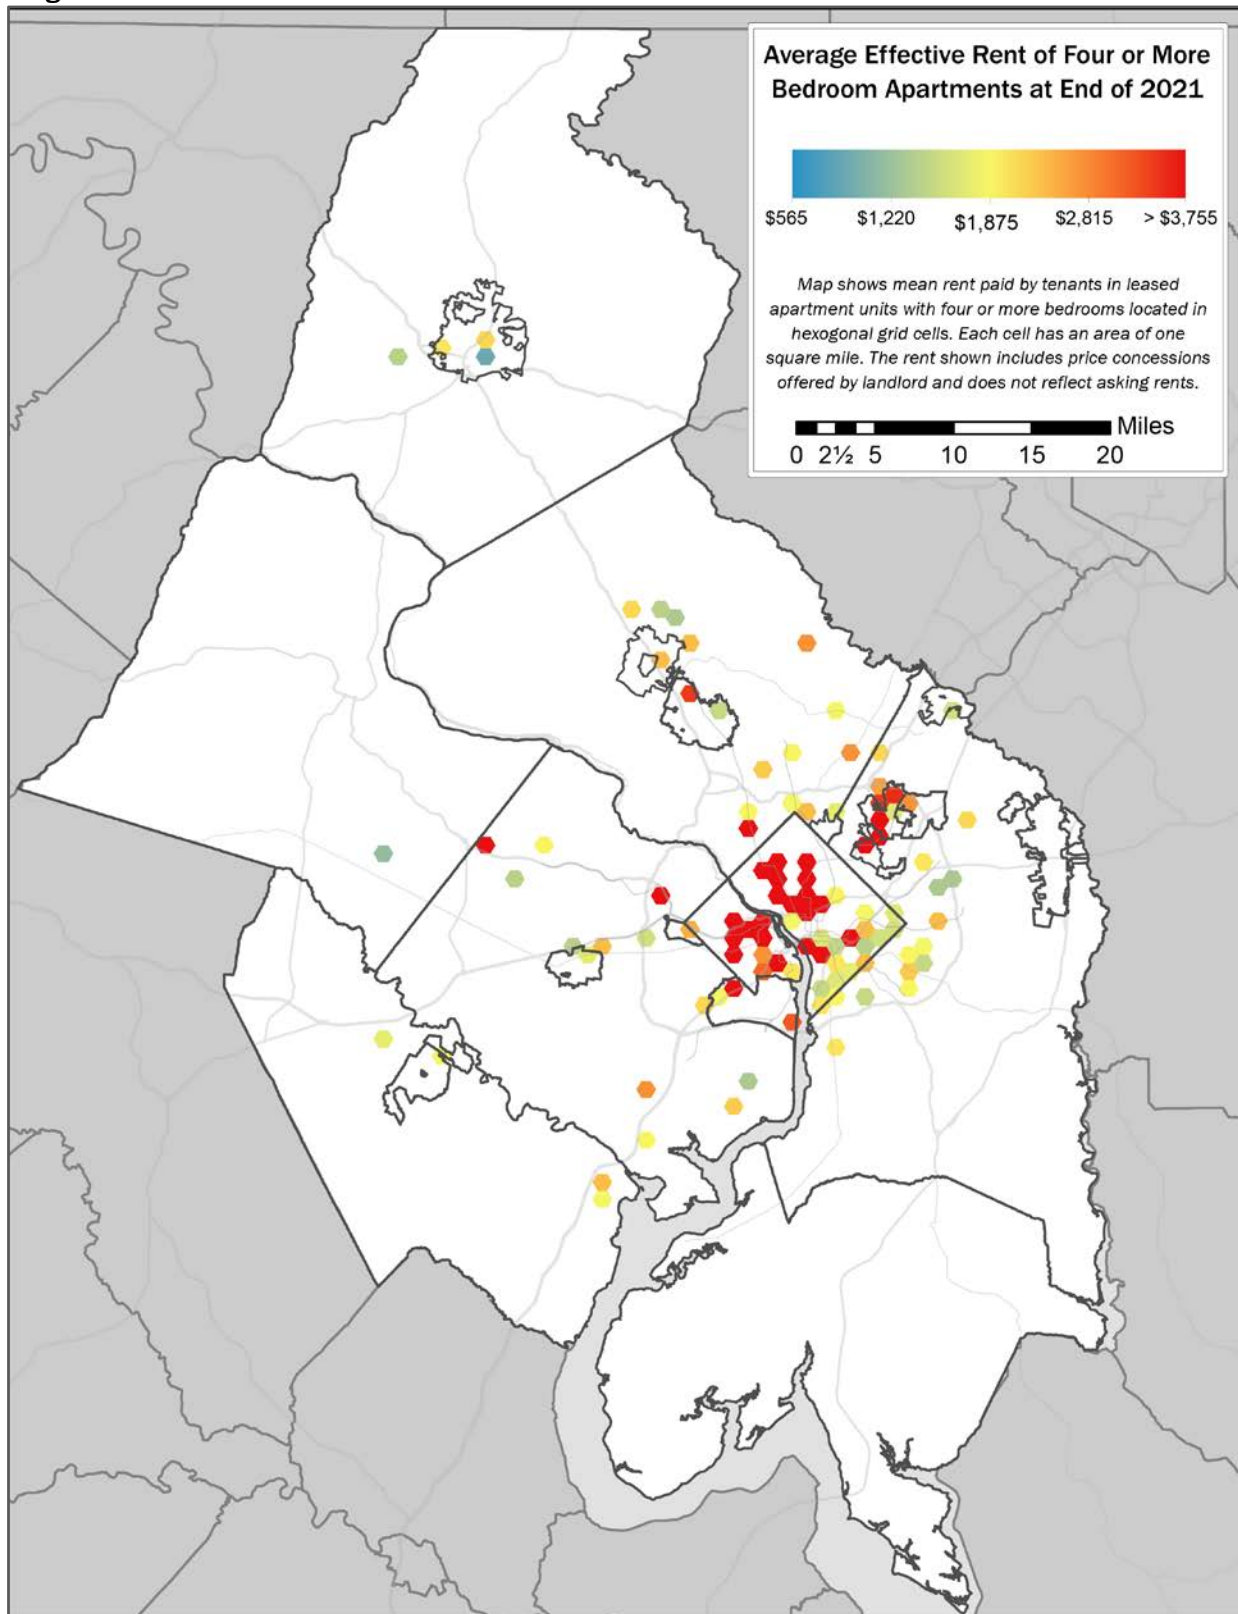 Average Effective Rent of Four or More
Bedroom Apartments at End of 2021
$565 $1,220 $1,875 $2,815 > $3,755
Map shows mean rent paid by tenants in leased
apartment units with four or more bedrooms located in
hexogonal grid cells. Each cell has an area of one
square mile. The rent shown includes price concessions
offered by landlord and does not reflect asking rents.
Miles
0 2½ 5 10 15 20